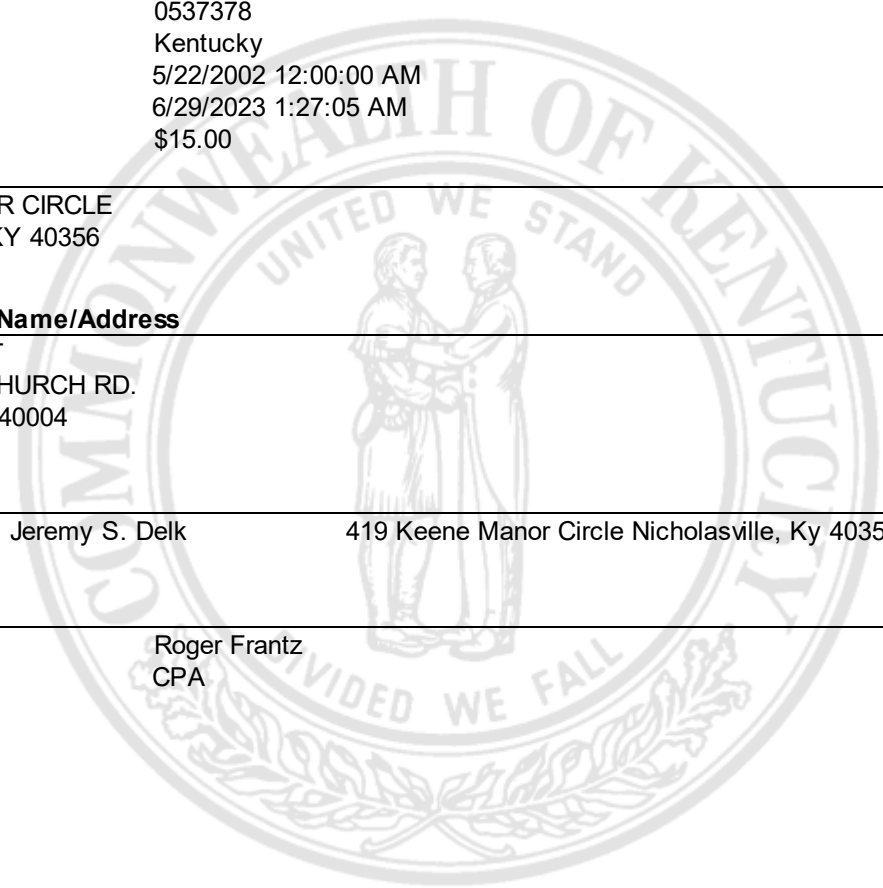 0537378
Kentucky
5/22/2002 12:00:00 AM
6/29/2023 1:27:05 AM
$15.00
R CIRCLE
KY 40356
Name/Address
HURCH RD.
40004
Jeremy S. Delk 419 Keene Manor Circle Nicholasville, Ky 4035
Roger Frantz
CPA
COMMONWEALTH OF KENTUCKY
UNITED WE STAND
DIVIDED WE FALL